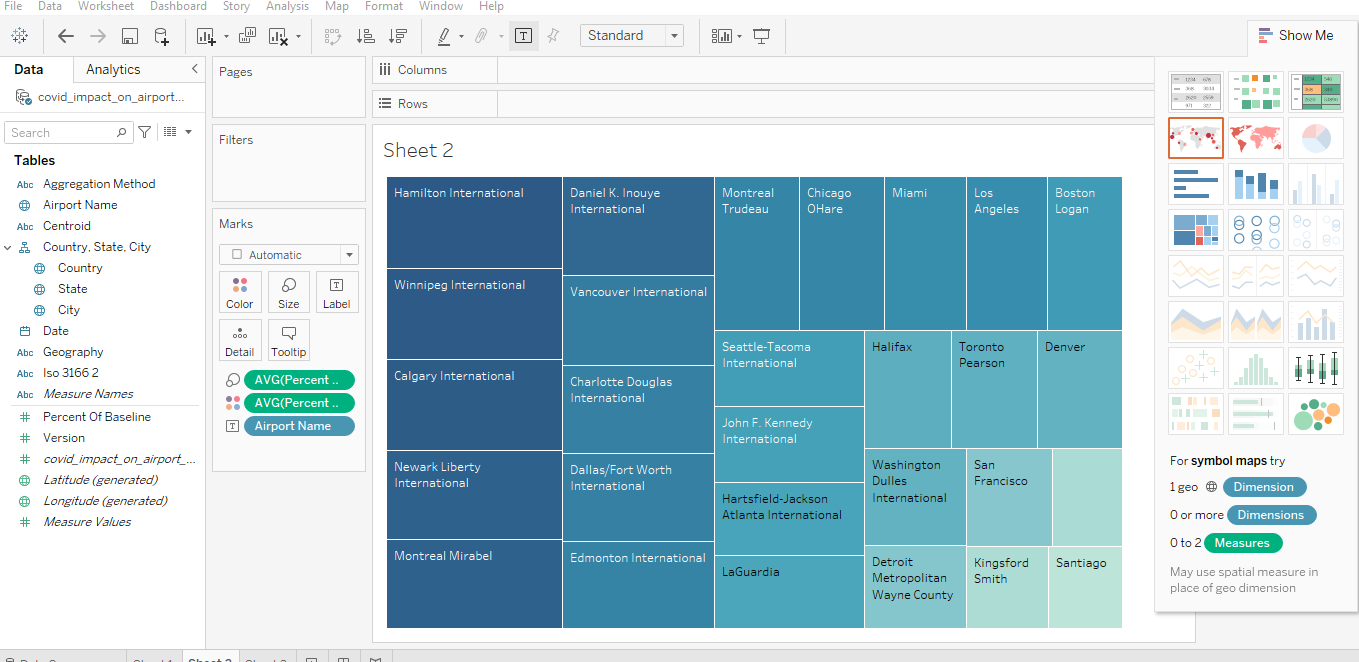 File Data Worksheet Dashboard Story Analysis Map Format Window Help
Standard
Show Me
Data Analytics
covid_impact_on_airport...
Search
Tables
Abc Aggregation Method
Airport Name
Abc Centroid
Country, State, City
Country
State
City
Date
Abc Geography
Abc Iso 3166 2
Abc Measure Names
Percent Of Baseline
Version
covid_impact_on_airport_...
Latitude (generated)
Longitude (generated)
Measure Values
Pages
Filters
Marks
Automatic
Color Size Label
Detail Tooltip
AVG(Percent ..
AVG(Percent ..
Airport Name
Columns
Rows
Sheet 2
Hamilton International
Winnipeg International
Calgary International
Newark Liberty
International
Montreal Mirabel
Daniel K. Inouye
International
Vancouver International
Charlotte Douglas
International
Dallas/Fort Worth
International
Edmonton International
Montreal
Trudeau
Chicago
OHare
Miami
Los
Angeles
Boston
Logan
Seattle-Tacoma
International
John F. Kennedy
International
Hartsfield-Jackson
Atlanta International
LaGuardia
Halifax
Toronto
Pearson
Denver
Washington
Dulles
International
San
Francisco
Detroit
Metropolitan
Wayne County
Kingsford
Smith
Santiago
For symbol maps try
1 geo Dimension
0 or more Dimensions
0 to 2 Measures
May use spatial measure in
place of geo dimension
Sheet 2